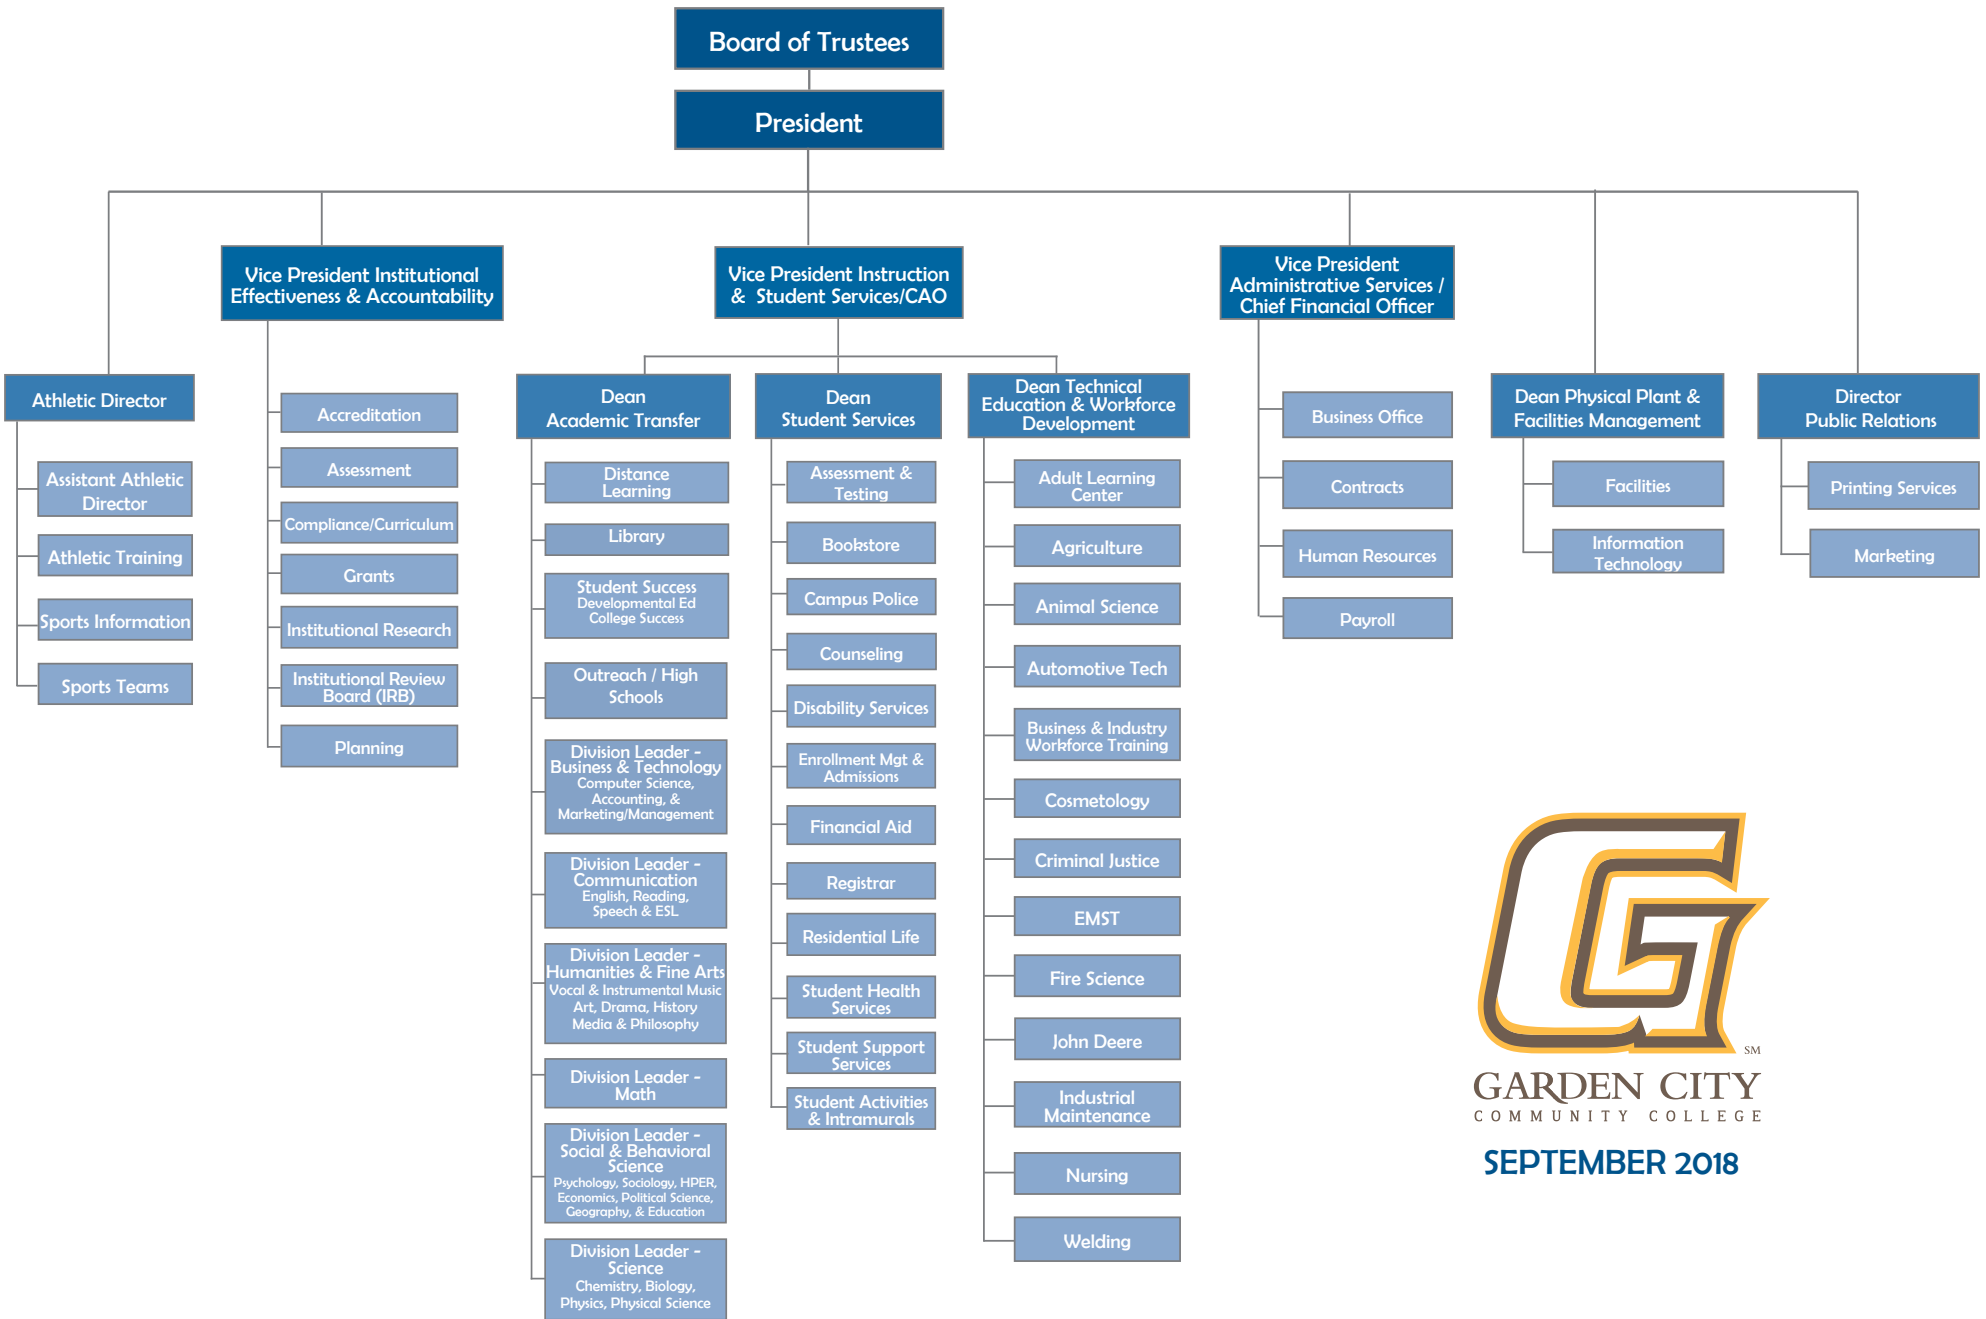 Board of Trustees
President
Vice President Institutional
Effectiveness & Accountability
Vice President Instruction
& Student Services/CAO
Vice President
Administrative Services /
Chief Financial Officer
Athletic Director
Assistant Athletic
Director
Athletic Training
Sports Information
Sports Teams
Accreditation
Assessment
Compliance/Curriculum
Grants
Institutional Research
Institutional Review
Board (IRB)
Planning
Dean
Academic Transfer
Distance
Learning
Library
Student Success
Developmental Ed
College Success
Outreach / High
Schools
Division Leader -
Business & Technology
Computer Science,
Accounting, &
Marketing/Management
Division Leader -
Communication
English, Reading,
Speech & ESL
Division Leader -
Humanities & Fine Arts
Vocal & Instrumental Music
Art, Drama, History
Media & Philosophy
Division Leader -
Math
Division Leader -
Social & Behavioral
Science
Psychology, Sociology, HPER,
Economics, Political Science,
Geography, & Education
Division Leader -
Science
Chemistry, Biology,
Physics, Physical Science
Dean
Student Services
Assessment &
Testing
Bookstore
Campus Police
Counseling
Disability Services
Enrollment Mgt &
Admissions
Financial Aid
Registrar
Residential Life
Student Health
Services
Student Support
Services
Student Activities
& Intramurals
Dean Technical
Education & Workforce
Development
Adult Learning
Center
Agriculture
Animal Science
Automotive Tech
Business & Industry
Workforce Training
Cosmetology
Criminal Justice
EMST
Fire Science
John Deere
Industrial
Maintenance
Nursing
Welding
Business Office
Contracts
Human Resources
Payroll
Dean Physical Plant &
Facilities Management
Facilities
Information
Technology
Director
Public Relations
Printing Services
Marketing
G
SM
GARDEN CITY
COMMUNITY COLLEGE
SEPTEMBER 2018